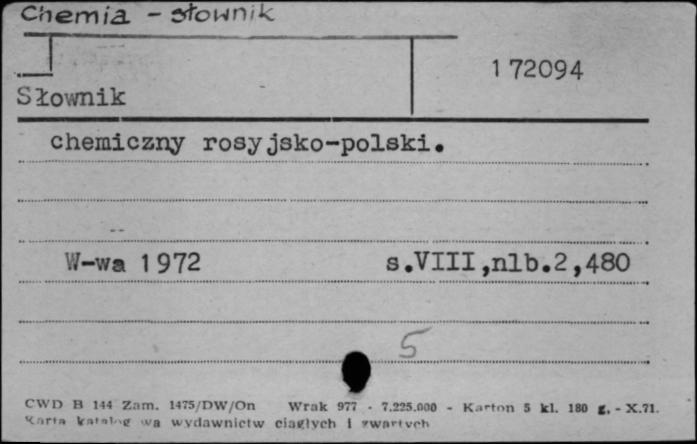 Chemia - słownik
172094
Słownik
chemiczny rosyjsko-polski.
W-wa 1972 s.VIII,nlb.2,480
5
CWD B 144 Zam. 1475/DW/On Wrak 977 - 7.225.000 - Karton 5 kl. 180 g. - X.71.
Karta katalog wa wydawnictw ciągłych i zwartych